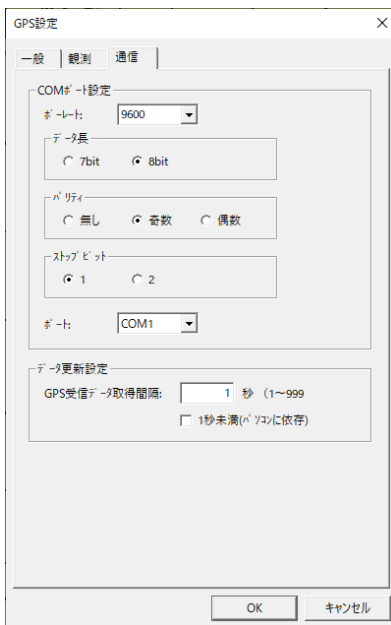 GPS設定
一般 観測 通信
COMﾎﾟｰﾄ設定
ﾎﾞｰﾚｰﾄ: 9600
ﾃﾞｰﾀ長
7bit 8bit
ﾊﾟﾘﾃｨ
無し 奇数 偶数
ｽﾄｯﾌﾟﾋﾞｯﾄ
1 2
ﾎﾟｰﾄ: COM1
ﾃﾞｰﾀ更新設定
GPS受信ﾃﾞｰﾀ取得間隔: 1 秒 (1～999
1秒未満(ﾊﾟｿｺﾝに依存)
OK ｷｬﾝｾﾙ